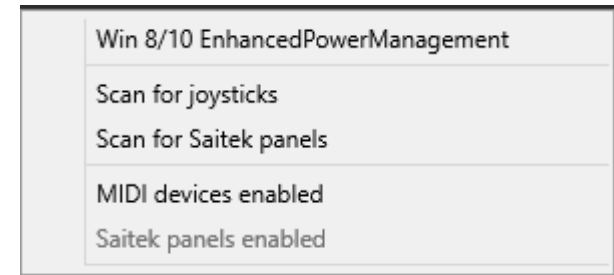 Win 8/10 EnhancedPowerManagement
Scan for joysticks
Scan for Saitek panels
MIDI devices enabled
Saitek panels enabled